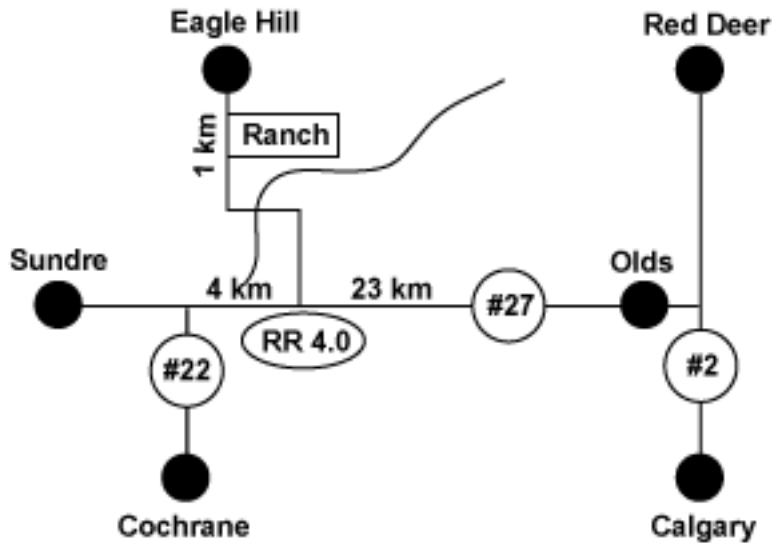 Eagle Hill
Red Deer
1 km
Ranch
Sundre
4 km
23 km
Olds
#27
RR 4.0
#22
#2
Cochrane
Calgary